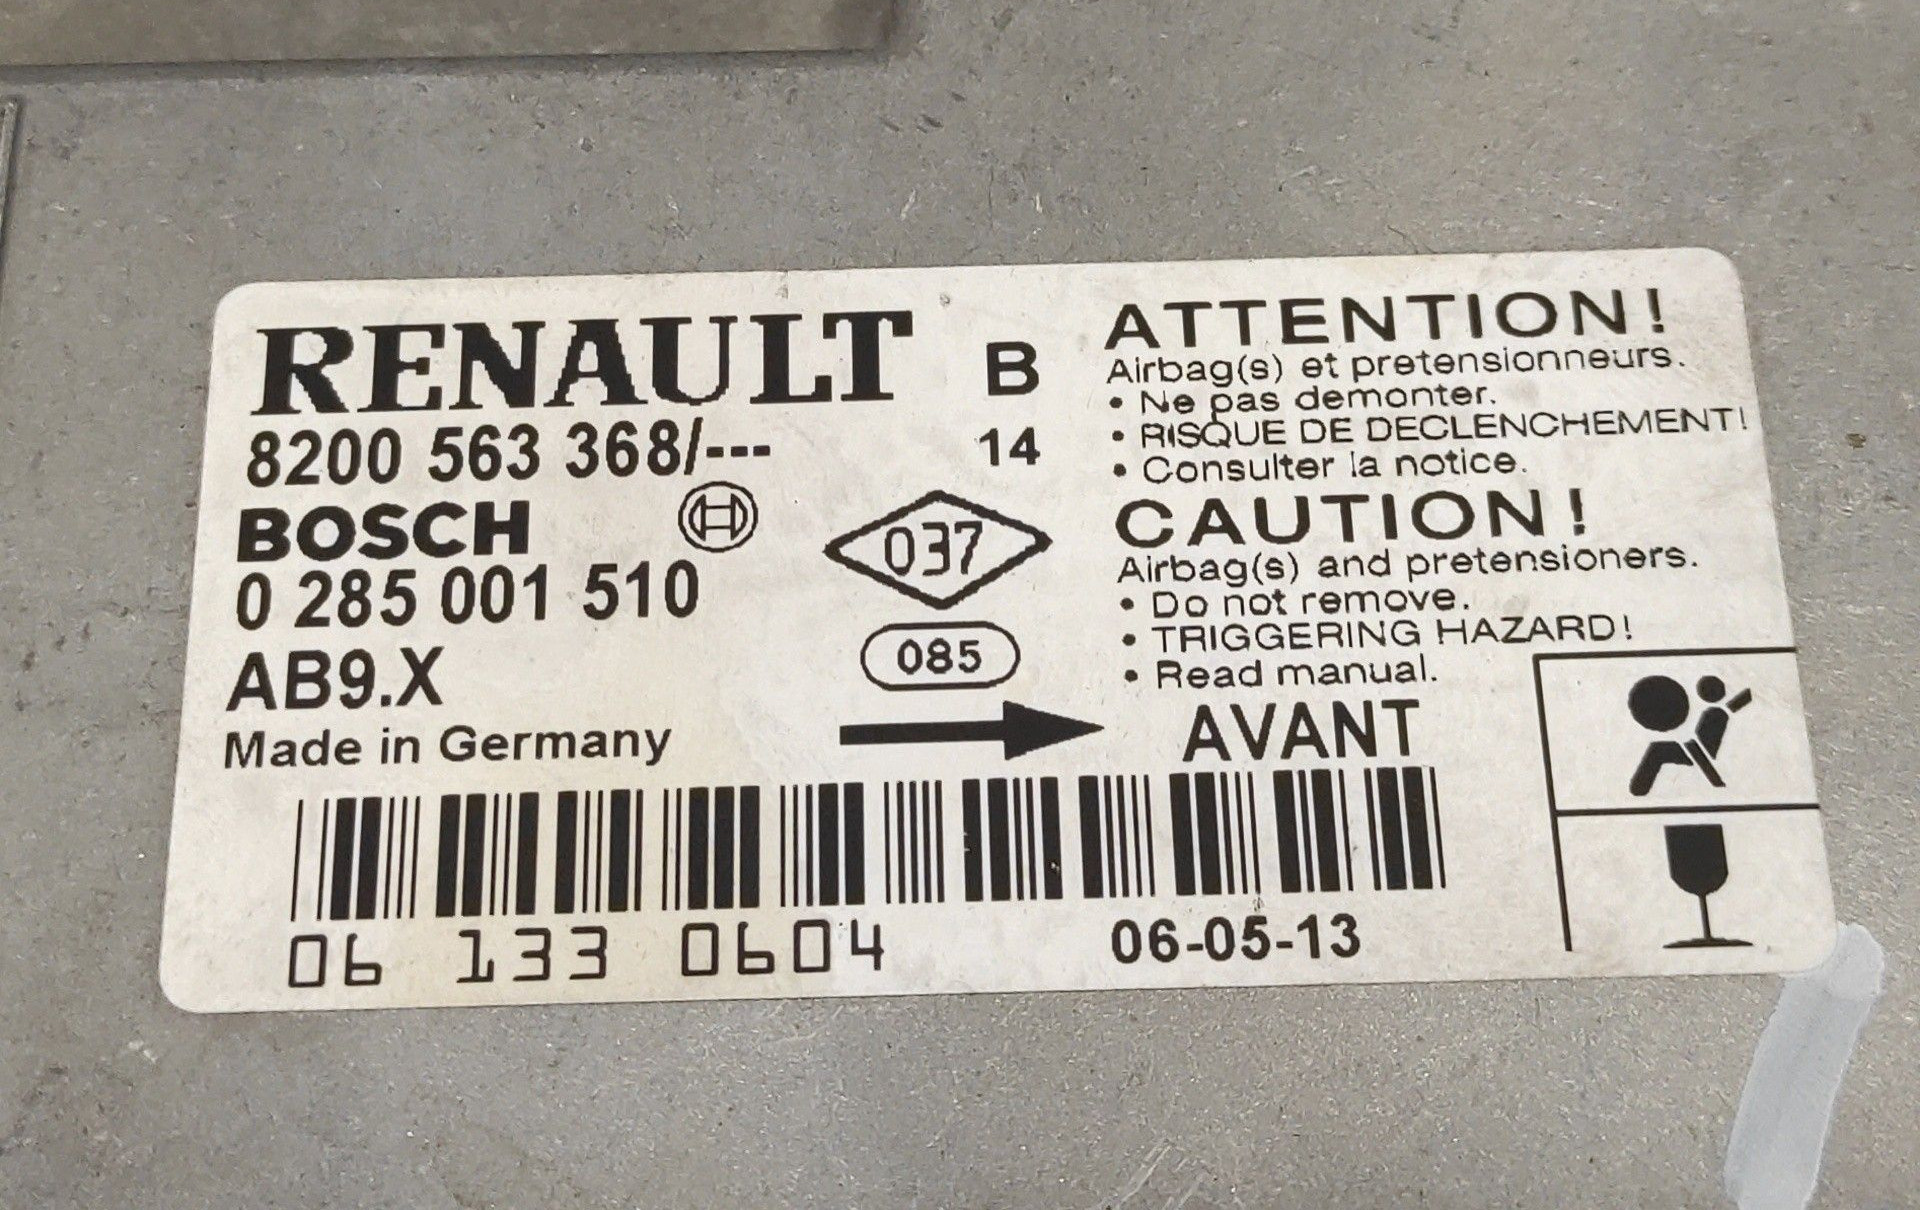 RENAULT B
8200 563 368/--- 14
BOSCH
0 285 001 510
AB9.X
Made in Germany
037
085
ATTENTION!
Airbag(s) et pretensionneurs.
• Ne pas demonter.
• RISQUE DE DECLENCHEMENT!
• Consulter la notice.
CAUTION!
Airbag(s) and pretensioners.
• Do not remove.
• TRIGGERING HAZARD!
• Read manual.
AVANT
06 133 0604 06-05-13